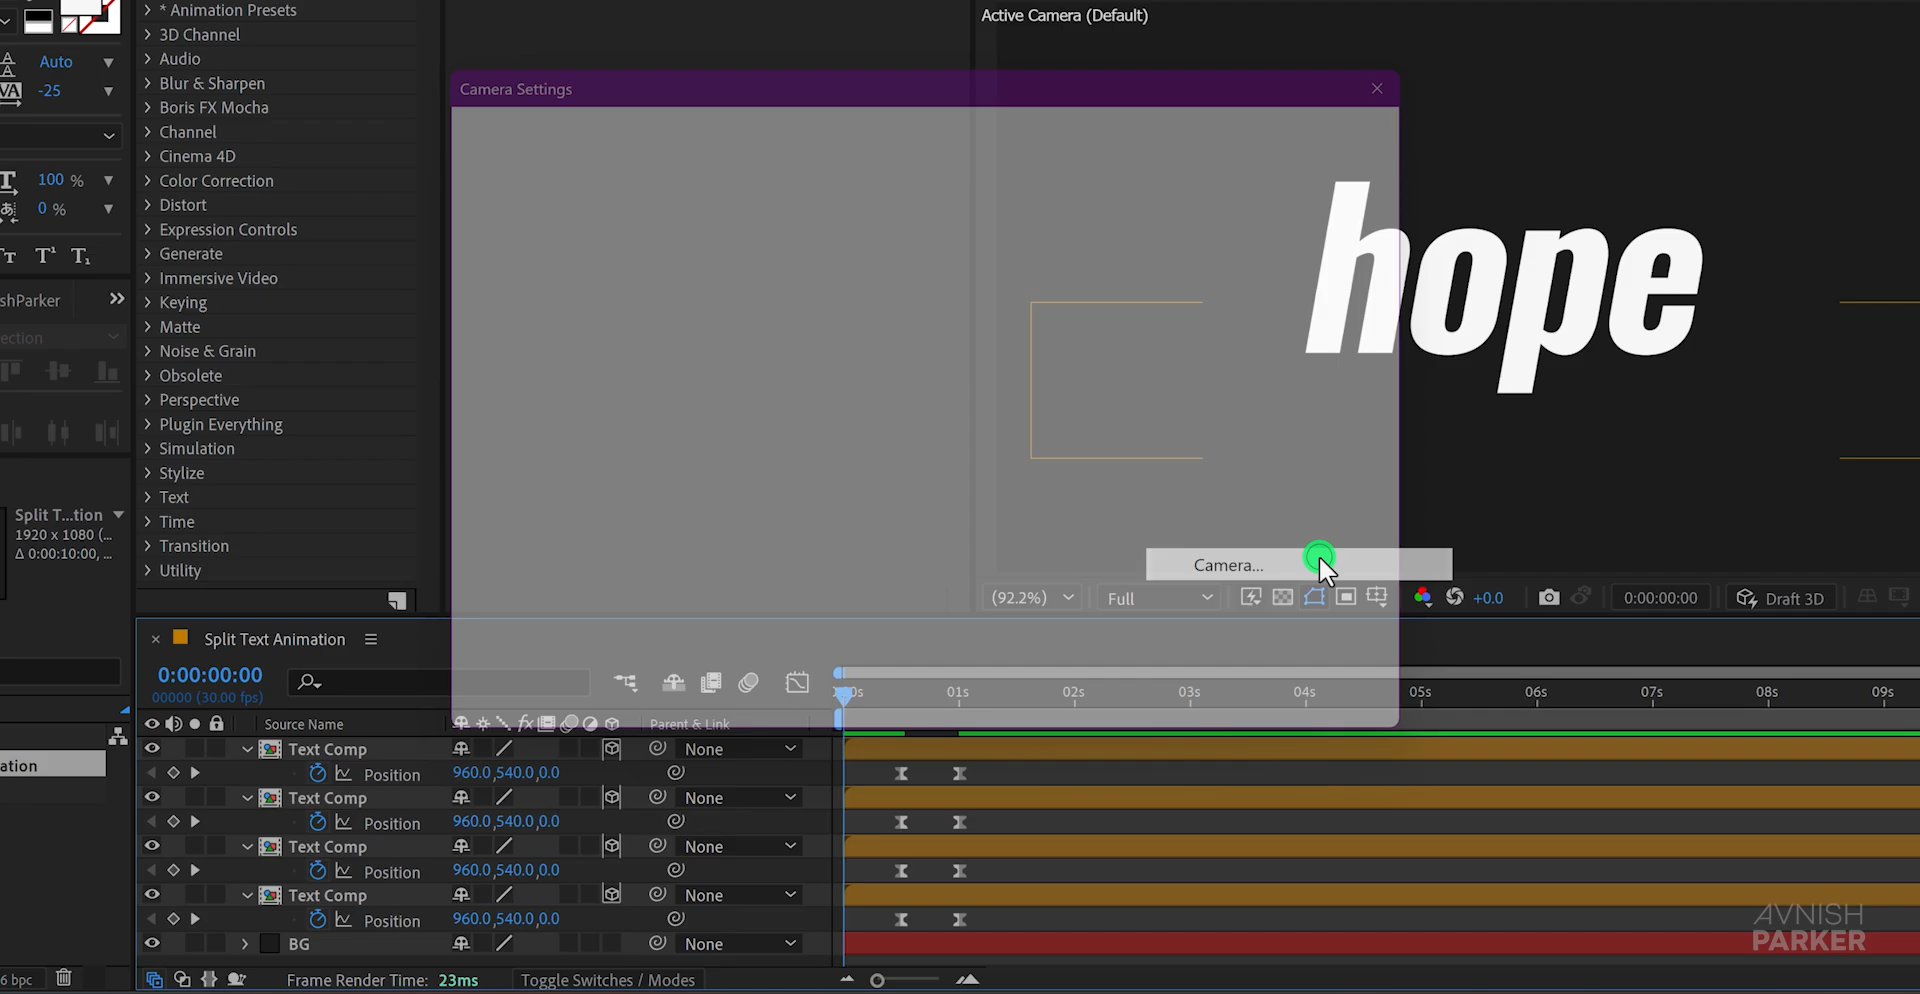 Auto
-25
100 %
0 %
shParker
ection
Split T...tion
1920 x 1080 (...
Δ 0:00:10:00, ...
ation
6 bpc
* Animation Presets
3D Channel
Audio
Blur & Sharpen
Boris FX Mocha
Channel
Cinema 4D
Color Correction
Distort
Expression Controls
Generate
Immersive Video
Keying
Matte
Noise & Grain
Obsolete
Perspective
Plugin Everything
Simulation
Stylize
Text
Time
Transition
Utility
Camera Settings
Active Camera (Default)
hope
Camera...
(92.2%)
Full
+0.0
0:00:00:00
Draft 3D
Split Text Animation
0:00:00:00
00000 (30.00 fps)
01s 02s 03s 04s 05s 06s 07s 08s 09s
Source Name
Parent & Link
Text Comp None
Position 960.0,540.0,0.0
Text Comp None
Position 960.0,540.0,0.0
Text Comp None
Position 960.0,540.0,0.0
Text Comp None
Position 960.0,540.0,0.0
BG None
Frame Render Time: 23ms
Toggle Switches / Modes
AVNISH
PARKER